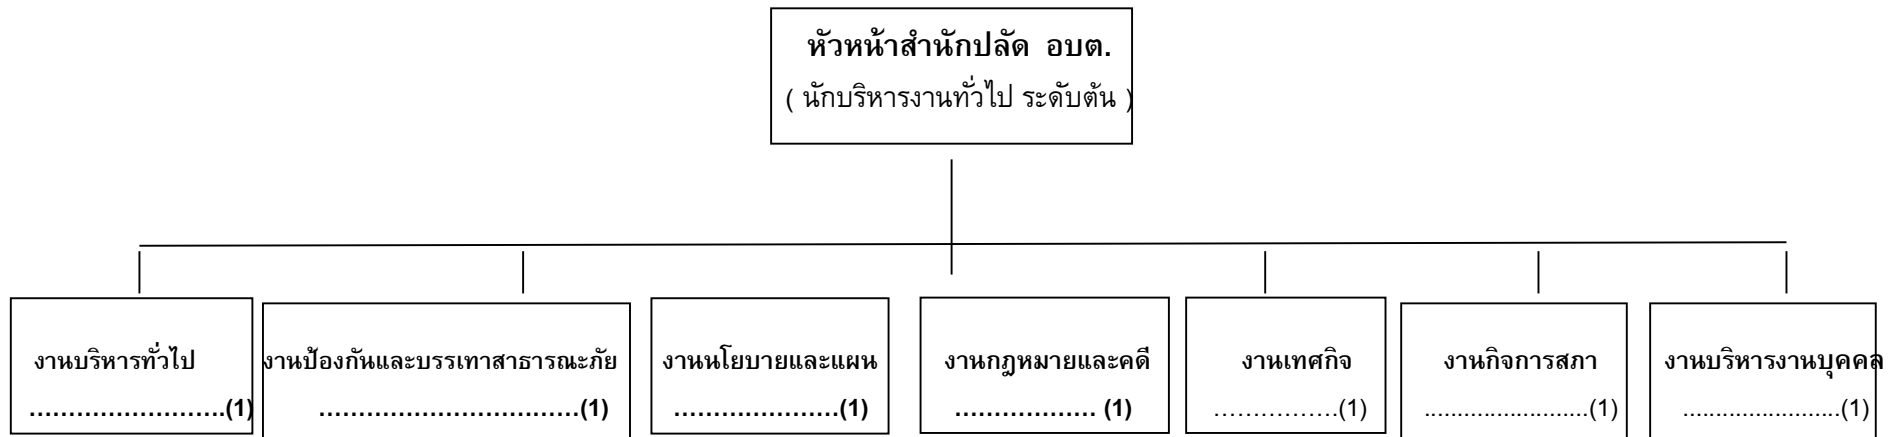 หัวหน้าสำนักปลัด อบต.
( นักบริหารงานทั่วไป ระดับต้น )
งานบริหารทั่วไป
……………………..(1)
งานป้องกันและบรรเทาสาธารณะภัย
……………………………(1)
งานนโยบายและแผน
…………………(1)
งานกฎหมายและคดี
……………… (1)
งานเทศกิจ
…………….(1)
งานกิจการสภา
.........................(1)
งานบริหารงานบุคคล
........................(1)